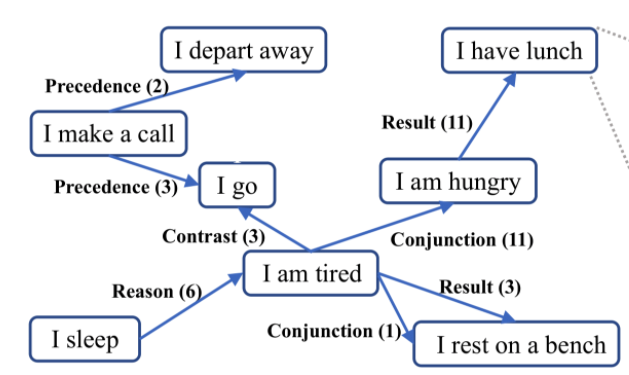 I depart away
I have lunch
Precedence (2)
Result (11)
I make a call
Precedence (3)
I go
I am hungry
Contrast (3)
Conjunction (11)
I am tired
Reason (6)
Result (3)
Conjunction (1)
I sleep
I rest on a bench